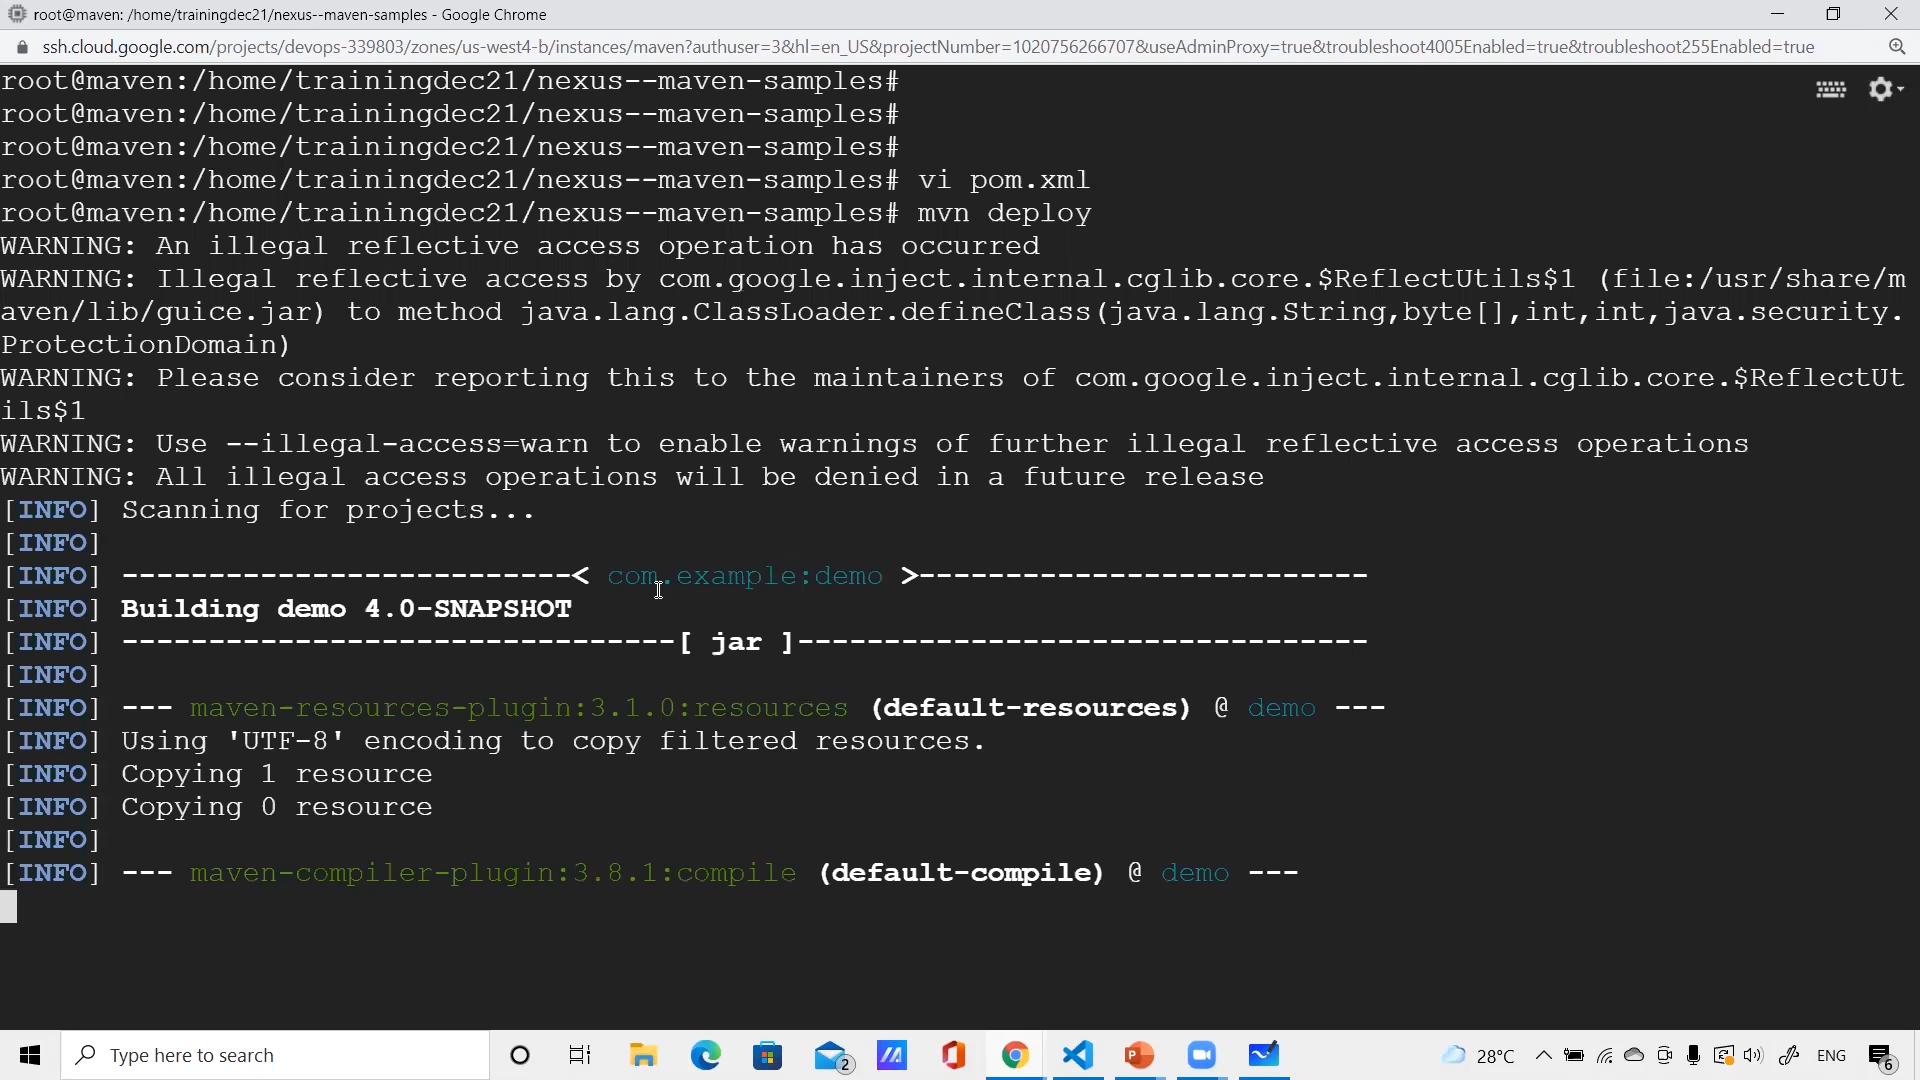 root@maven: /home/trainingdec21/nexus--maven-samples - Google Chrome
ssh.cloud.google.com/projects/devops-339803/zones/us-west4-b/instances/maven?authuser=3&hl=en_US&projectNumber=1020756266707&useAdminProxy=true&troubleshoot4005Enabled=true&troubleshoot255Enabled=true
root@maven:/home/trainingdec21/nexus--maven-samples#
root@maven:/home/trainingdec21/nexus--maven-samples#
root@maven:/home/trainingdec21/nexus--maven-samples#
root@maven:/home/trainingdec21/nexus--maven-samples# vi pom.xml
root@maven:/home/trainingdec21/nexus--maven-samples# mvn deploy
WARNING: An illegal reflective access operation has occurred
WARNING: Illegal reflective access by com.google.inject.internal.cglib.core.$ReflectUtils$1 (file:/usr/share/m
aven/lib/guice.jar) to method java.lang.ClassLoader.defineClass(java.lang.String,byte[],int,int,java.security.
ProtectionDomain)
WARNING: Please consider reporting this to the maintainers of com.google.inject.internal.cglib.core.$ReflectUt
ils$1
WARNING: Use --illegal-access=warn to enable warnings of further illegal reflective access operations
WARNING: All illegal access operations will be denied in a future release
[INFO] Scanning for projects...
[INFO]
[INFO] --------------------------< com.example:demo >--------------------------
[INFO] Building demo 4.0-SNAPSHOT
[INFO] --------------------------------[ jar ]---------------------------------
[INFO]
[INFO] --- maven-resources-plugin:3.1.0:resources (default-resources) @ demo ---
[INFO] Using 'UTF-8' encoding to copy filtered resources.
[INFO] Copying 1 resource
[INFO] Copying 0 resource
[INFO]
[INFO] --- maven-compiler-plugin:3.8.1:compile (default-compile) @ demo ---
Type here to search
2
28°C
ENG
6